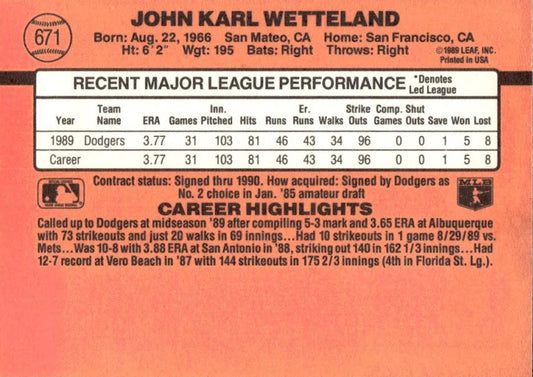 671
JOHN KARL WETTELAND
Born: Aug. 22, 1966 San Mateo, CA Home: San Francisco, CA
Ht: 6'2" Wgt: 195 Bats: Right Throws: Right
©1989 LEAF, INC.
Printed in USA
RECENT MAJOR LEAGUE PERFORMANCE *Denotes Led League
Year Team Name ERA Games Inn. Pitched Hits Runs Er. Runs Walks Strike Outs Comp. Games Shut Outs Save Won Lost
1989 Dodgers 3.77 31 103 81 46 43 34 96 0 0 1 5 8
Career 3.77 31 103 81 46 43 34 96 0 0 1 5 8
Contract status: Signed thru 1990. How acquired: Signed by Dodgers as
No. 2 choice in Jan. '85 amateur draft
MLB
CAREER HIGHLIGHTS
Called up to Dodgers at midseason '89 after compiling 5-3 mark and 3.65 ERA at Albuquerque
with 73 strikeouts and just 20 walks in 69 innings...Had 10 strikeouts in 1 game 8/29/89 vs.
Mets...Was 10-8 with 3.88 ERA at San Antonio in '88, striking out 140 in 162 1/3 innings...Had
12-7 record at Vero Beach in '87 with 144 strikeouts in 175 2/3 innings (4th in Florida St. Lg.).